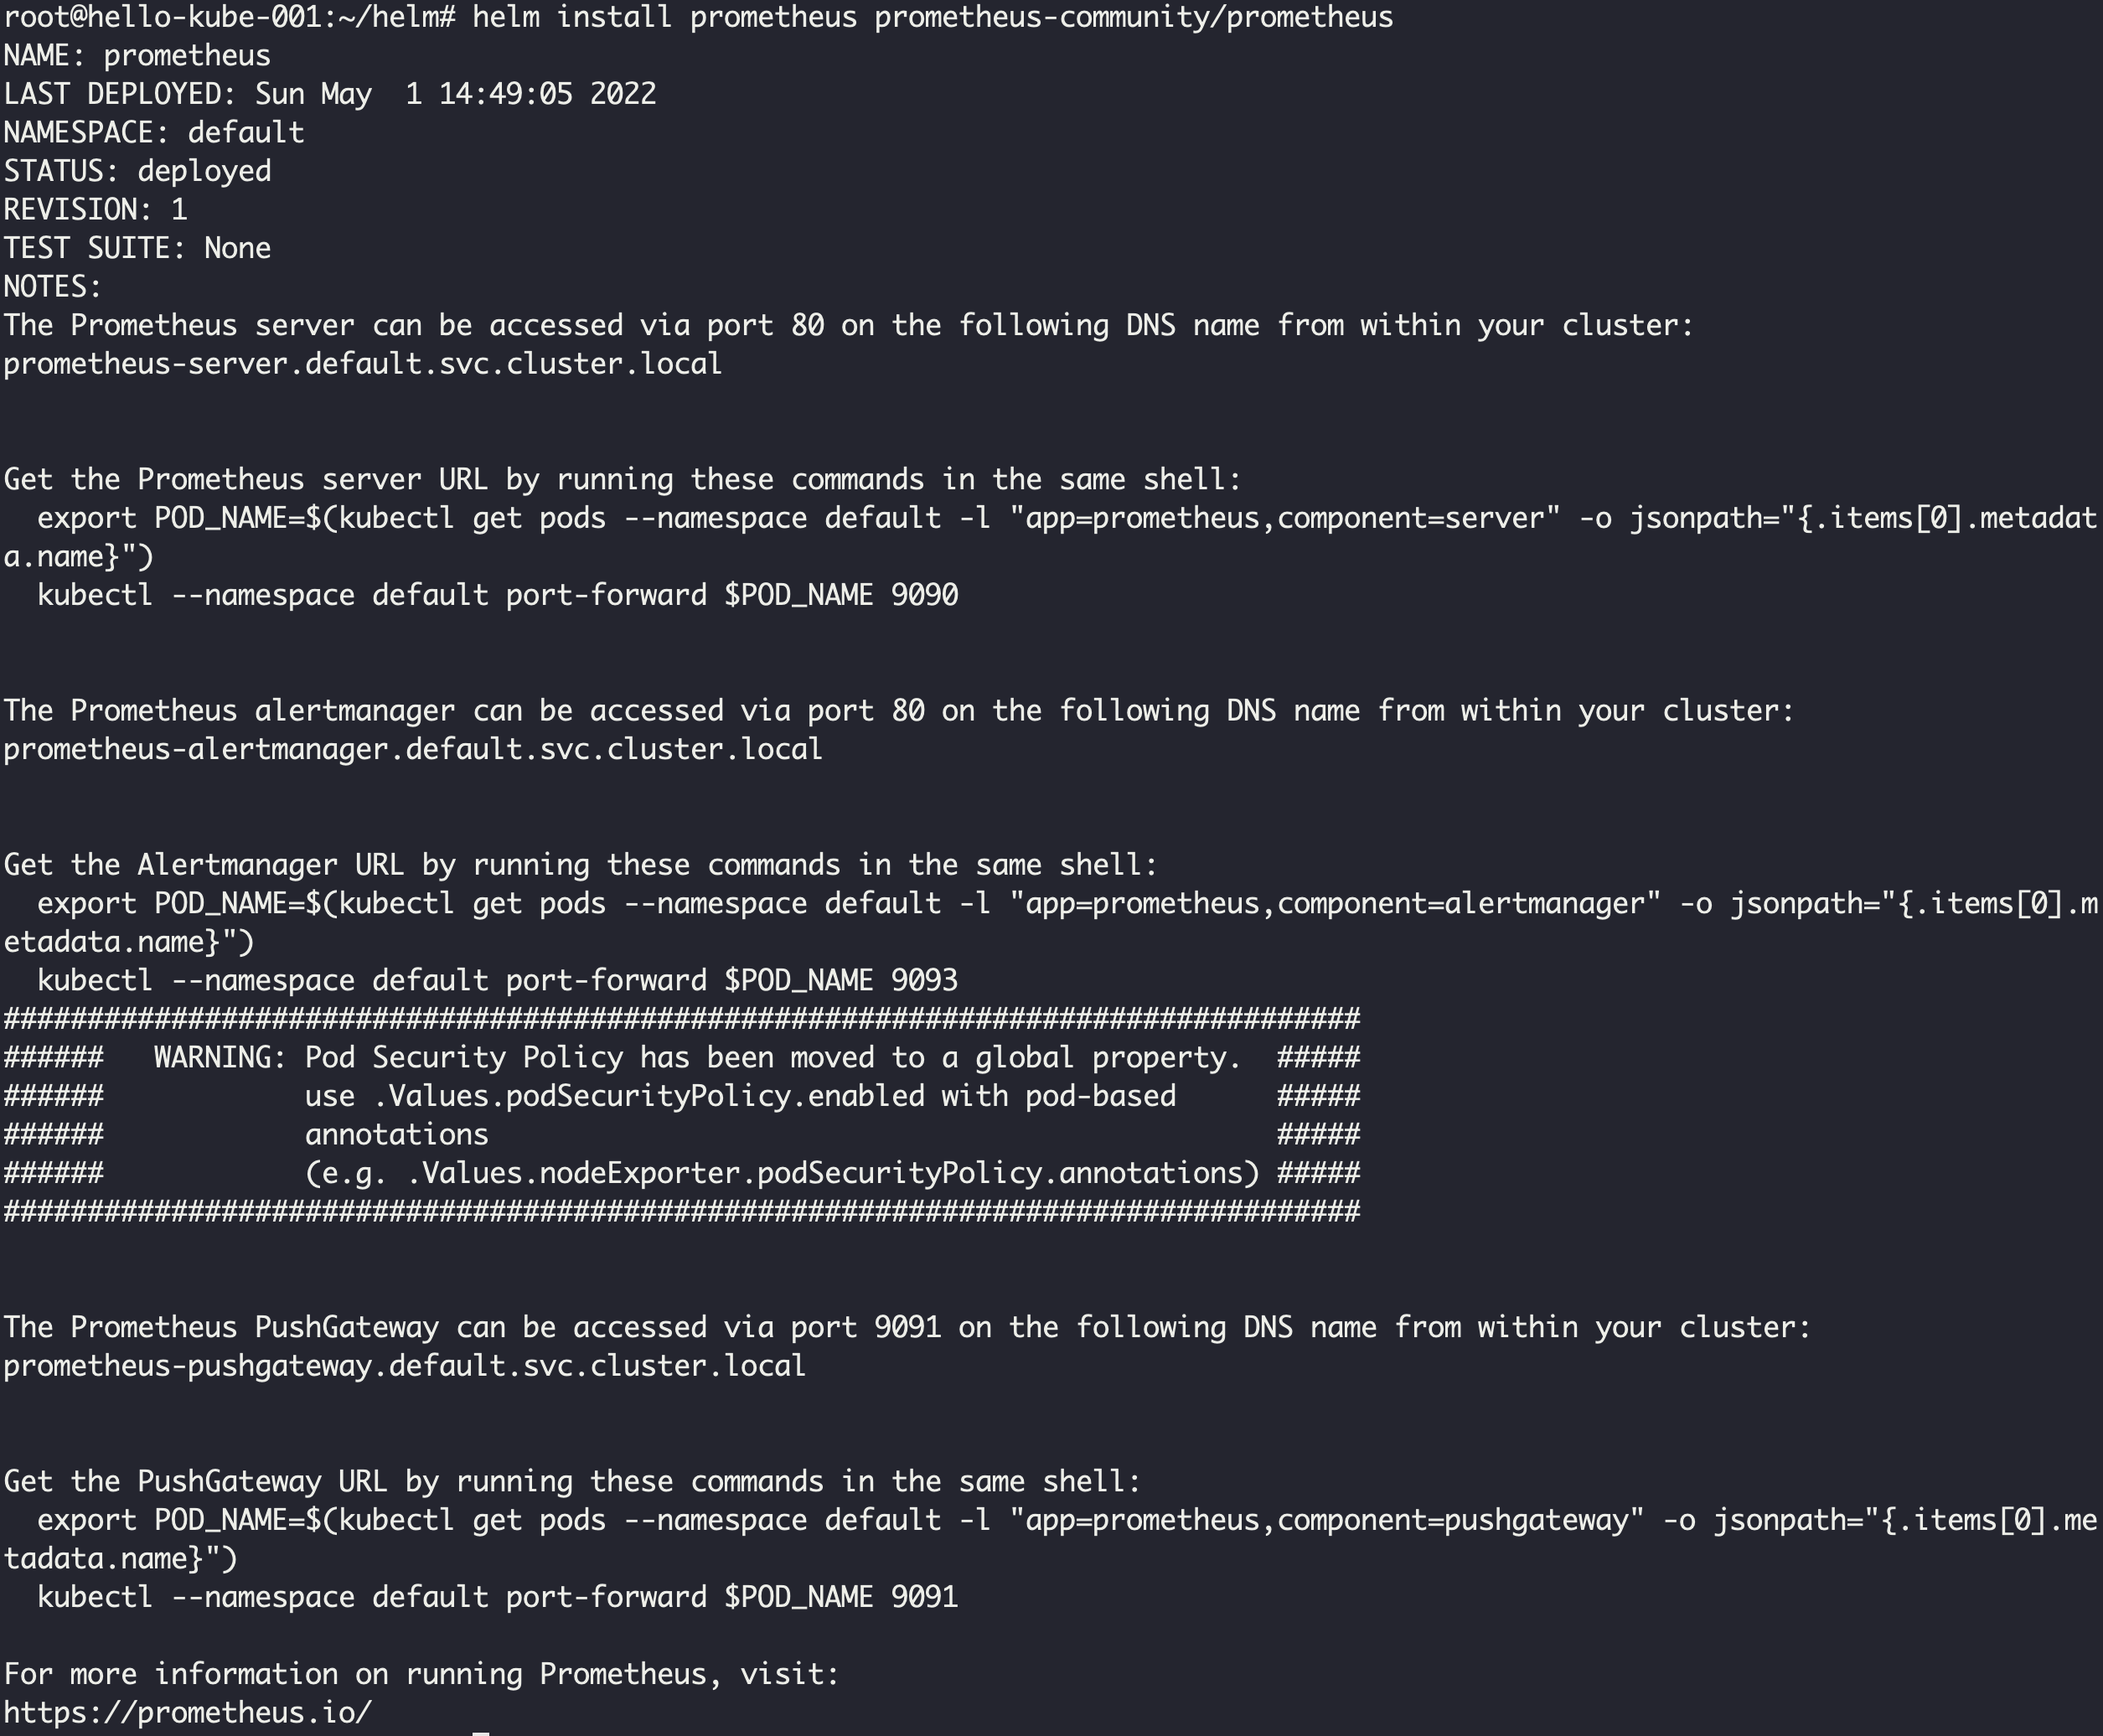 root@hello-kube-001:~/helm# helm install prometheus prometheus-community/prometheus
NAME: prometheus
LAST DEPLOYED: Sun May  1 14:49:05 2022
NAMESPACE: default
STATUS: deployed
REVISION: 1
TEST SUITE: None
NOTES:
The Prometheus server can be accessed via port 80 on the following DNS name from within your cluster:
prometheus-server.default.svc.cluster.local
Get the Prometheus server URL by running these commands in the same shell:
  export POD_NAME=$(kubectl get pods --namespace default -l "app=prometheus,component=server" -o jsonpath="{.items[0].metadat
a.name}")
  kubectl --namespace default port-forward $POD_NAME 9090
The Prometheus alertmanager can be accessed via port 80 on the following DNS name from within your cluster:
prometheus-alertmanager.default.svc.cluster.local
Get the Alertmanager URL by running these commands in the same shell:
  export POD_NAME=$(kubectl get pods --namespace default -l "app=prometheus,component=alertmanager" -o jsonpath="{.items[0].m
etadata.name}")
  kubectl --namespace default port-forward $POD_NAME 9093
#################################################################################
######   WARNING: Pod Security Policy has been moved to a global property.  #####
######            use .Values.podSecurityPolicy.enabled with pod-based      #####
######            annotations                                               #####
######            (e.g. .Values.nodeExporter.podSecurityPolicy.annotations) #####
#################################################################################
The Prometheus PushGateway can be accessed via port 9091 on the following DNS name from within your cluster:
prometheus-pushgateway.default.svc.cluster.local
Get the PushGateway URL by running these commands in the same shell:
  export POD_NAME=$(kubectl get pods --namespace default -l "app=prometheus,component=pushgateway" -o jsonpath="{.items[0].me
tadata.name}")
  kubectl --namespace default port-forward $POD_NAME 9091
For more information on running Prometheus, visit:
https://prometheus.io/